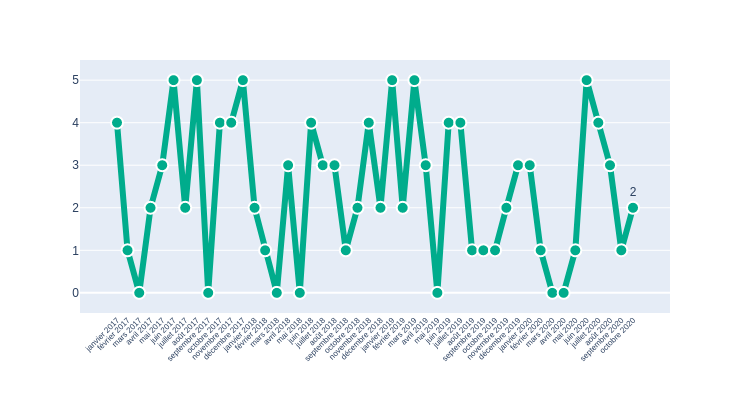 5
4
3
2
1
0
2
janvier 2017
février 2017
mars 2017
avril 2017
mai 2017
juin 2017
juillet 2017
août 2017
septembre 2017
octobre 2017
novembre 2017
décembre 2017
janvier 2018
février 2018
mars 2018
avril 2018
mai 2018
juin 2018
juillet 2018
août 2018
septembre 2018
octobre 2018
novembre 2018
décembre 2018
janvier 2019
février 2019
mars 2019
avril 2019
mai 2019
juin 2019
juillet 2019
août 2019
septembre 2019
octobre 2019
novembre 2019
décembre 2019
janvier 2020
février 2020
mars 2020
avril 2020
mai 2020
juin 2020
juillet 2020
août 2020
septembre 2020
octobre 2020